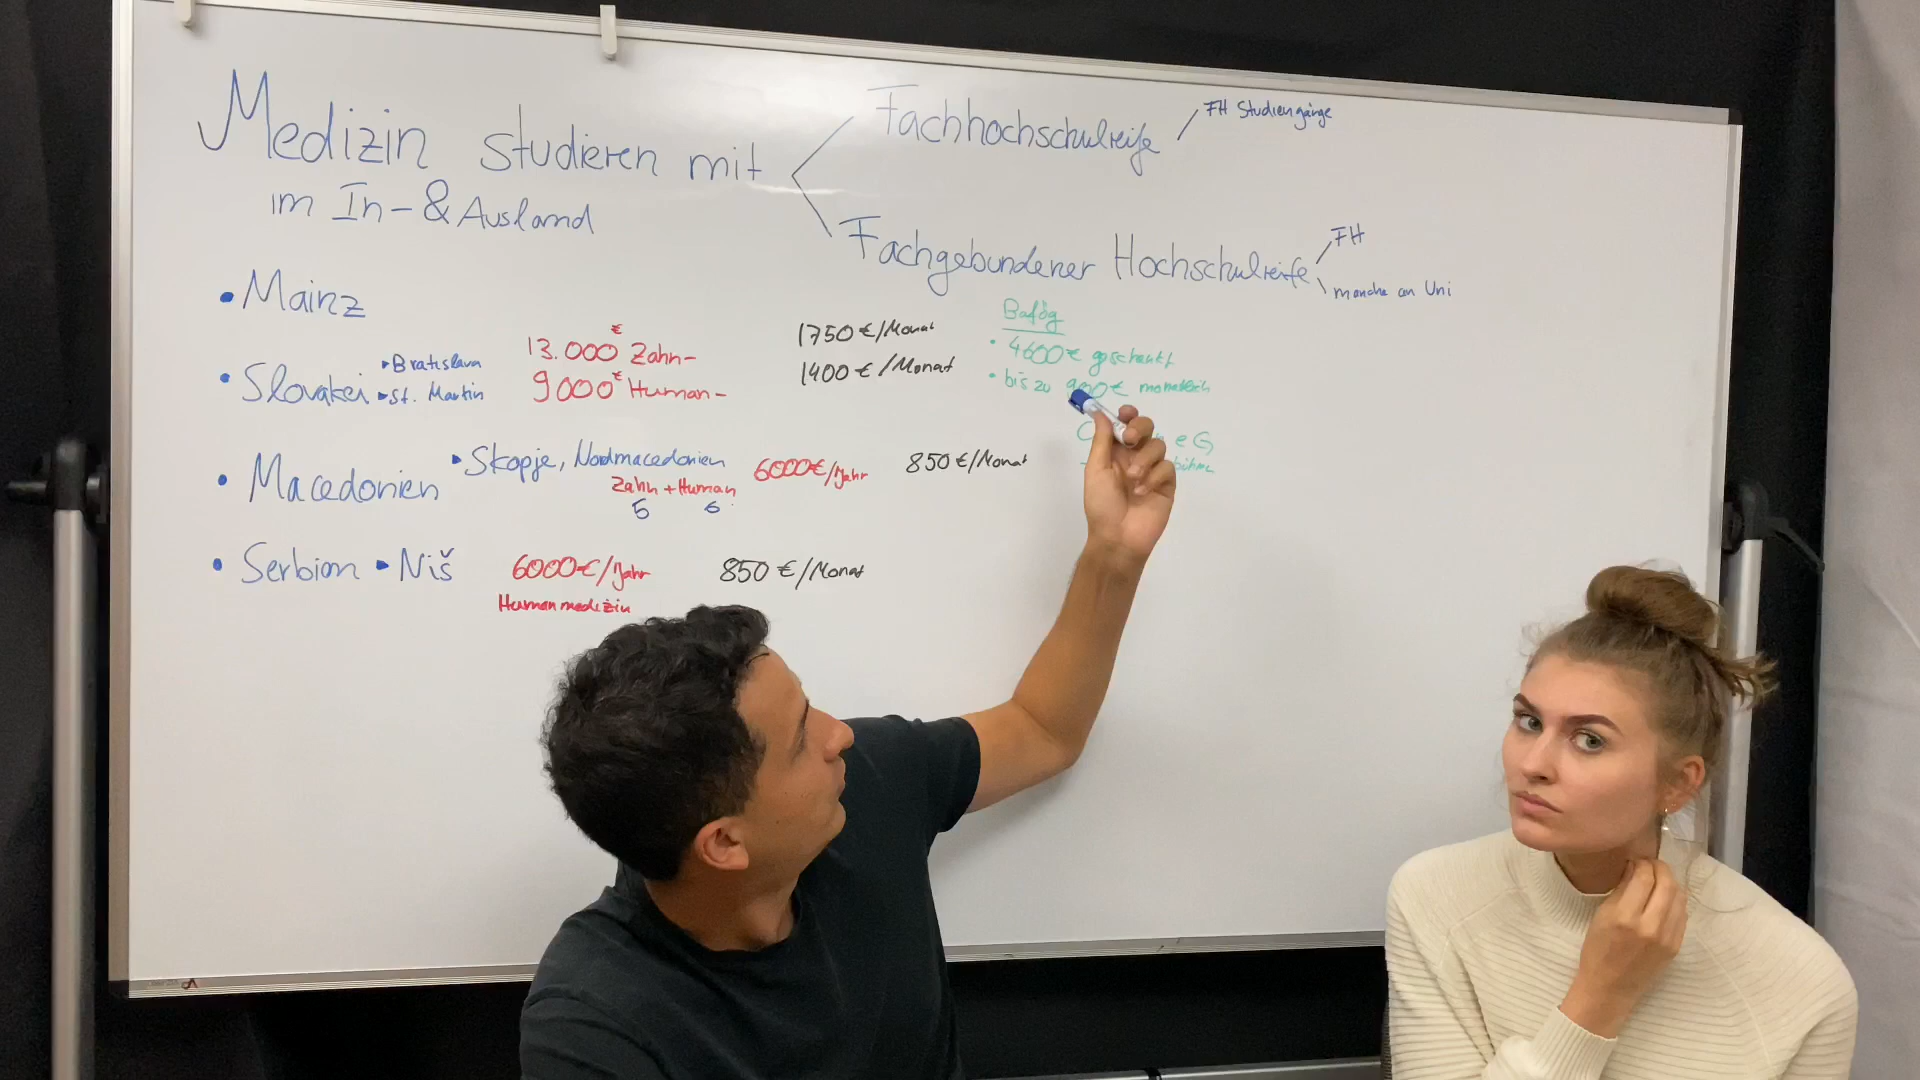 Medizin studieren mit
im In- & Ausland
Fachhochschulreife
FH Studiengänge
Fachgebundener Hochschulreife
FH
manche an Uni
• Mainz
• Slovakei
Bratislava
St. Martin
13.000€ Zahn-
9000€ Human-
1750€/Monat
1400€/Monat
Bafög
• 4600€ geschenkt
• bis zu 900€ monatlich
eG
• Macedonien
Skopje, Nordmacedonien
Zahn + Human
5 6
6000€/Jahr
850€/Monat
• Serbien • Niš
6000€/Jahr
Humanmedizin
850€/Monat